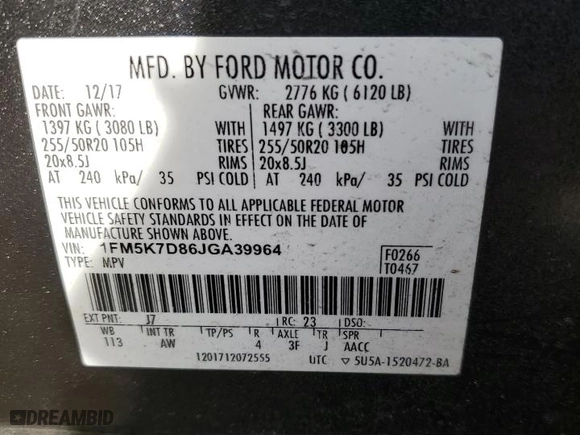 MFD. BY FORD MOTOR CO.
DATE: 12/17 GVWR: 2776 KG ( 6120 LB)
FRONT GAWR: REAR GAWR:
1397 KG ( 3080 LB) WITH 1497 KG ( 3300 LB) WITH
255/50R20 105H TIRES 255/50R20 105H TIRES
20x8.5J RIMS 20x8.5J RIMS
AT 240 kPa/ 35 PSI COLD AT 240 kPa/ 35 PSI COLD
THIS VEHICLE CONFORMS TO ALL APPLICABLE FEDERAL MOTOR
VEHICLE SAFETY STANDARDS IN EFFECT ON THE DATE OF
MANUFACTURE SHOWN ABOVE.
VIN: 1FM5K7D86JGA39964
TYPE: MPV
F0266
T0467
EXT PNT: J7 RC: 23 DSO:
WB INT TR TP/PS R AXLE TR SPR
113 AW 4 3F J AACC
1201712072555 UTC ▽ 5U5A-1520472-BA
DREAMBID